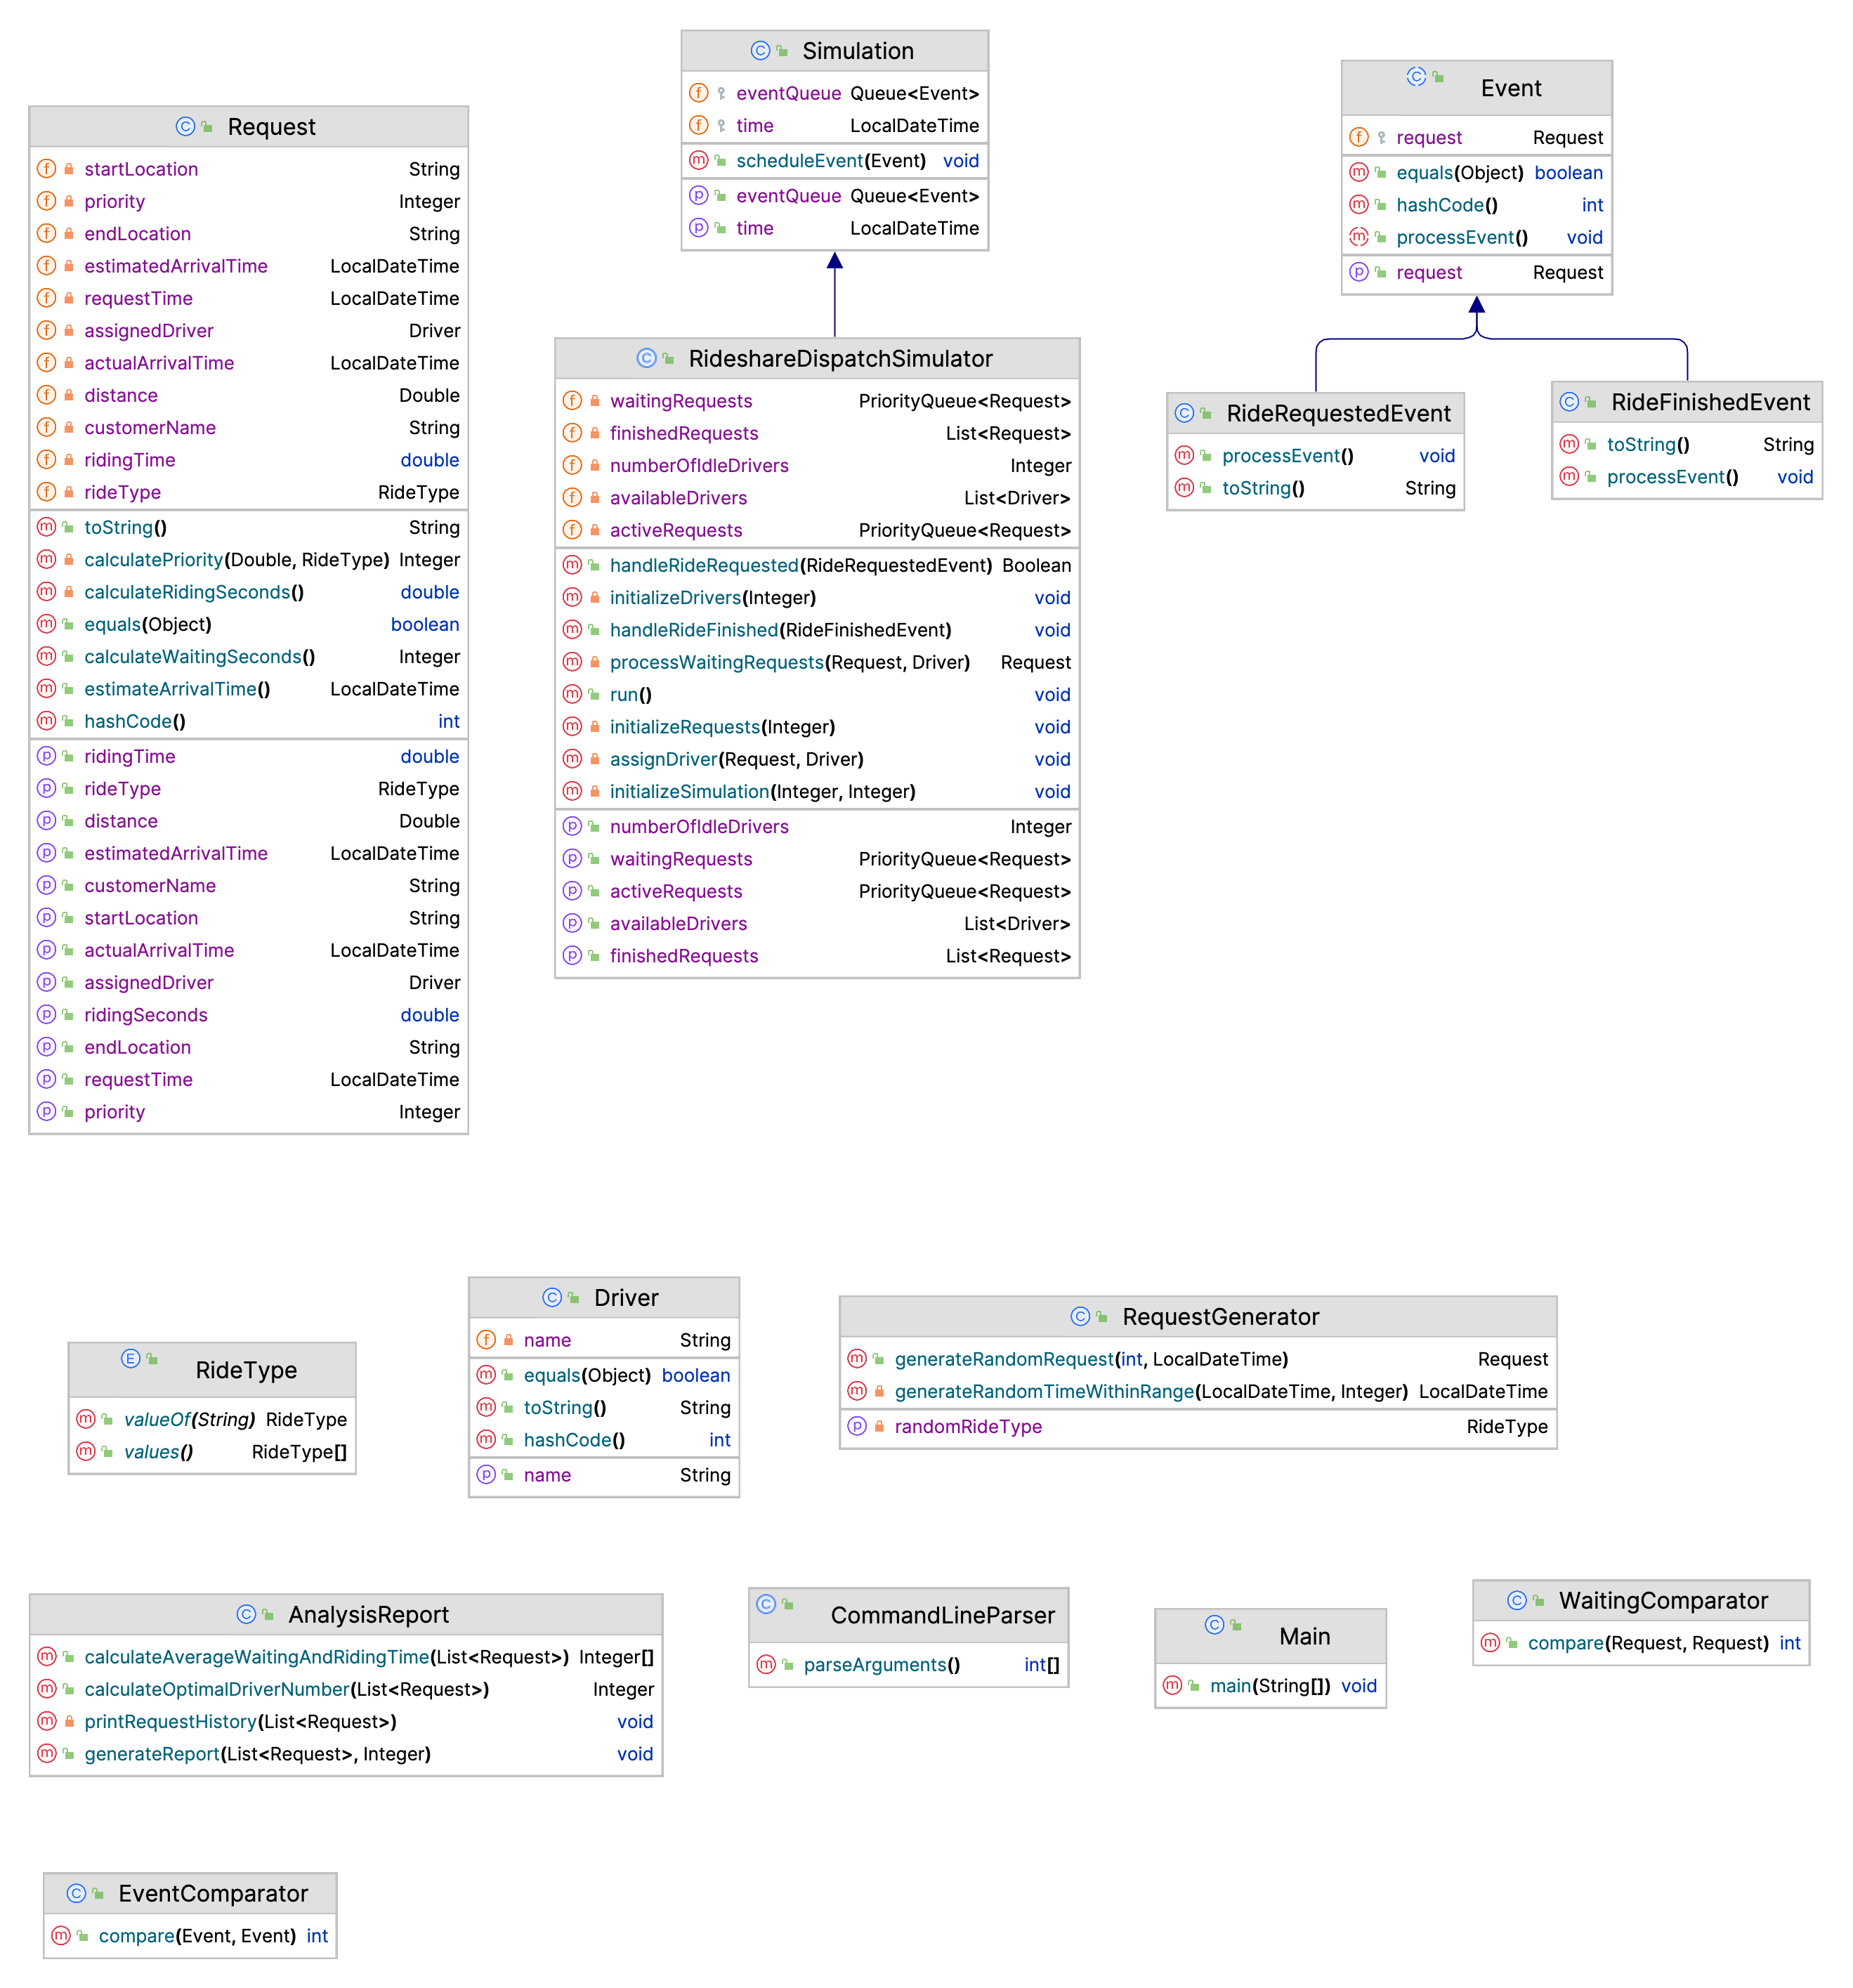 Simulation
eventQueue Queue<Event>
time LocalDateTime
scheduleEvent(Event) void
eventQueue Queue<Event>
time LocalDateTime
Event
request Request
equals(Object) boolean
hashCode() int
processEvent() void
request Request
Request
startLocation String
priority Integer
endLocation String
estimatedArrivalTime LocalDateTime
requestTime LocalDateTime
assignedDriver Driver
actualArrivalTime LocalDateTime
distance Double
customerName String
ridingTime double
rideType RideType
toString() String
calculatePriority(Double, RideType) Integer
calculateRidingSeconds() double
equals(Object) boolean
calculateWaitingSeconds() Integer
estimateArrivalTime() LocalDateTime
hashCode() int
ridingTime double
rideType RideType
distance Double
estimatedArrivalTime LocalDateTime
customerName String
startLocation String
actualArrivalTime LocalDateTime
assignedDriver Driver
ridingSeconds double
endLocation String
requestTime LocalDateTime
priority Integer
RideshareDispatchSimulator
waitingRequests PriorityQueue<Request>
finishedRequests List<Request>
numberOfIdleDrivers Integer
availableDrivers List<Driver>
activeRequests PriorityQueue<Request>
handleRideRequested(RideRequestedEvent) Boolean
initializeDrivers(Integer) void
handleRideFinished(RideFinishedEvent) void
processWaitingRequests(Request, Driver) Request
run() void
initializeRequests(Integer) void
assignDriver(Request, Driver) void
initializeSimulation(Integer, Integer) void
numberOfIdleDrivers Integer
waitingRequests PriorityQueue<Request>
activeRequests PriorityQueue<Request>
availableDrivers List<Driver>
finishedRequests List<Request>
RideRequestedEvent
processEvent() void
toString() String
RideFinishedEvent
toString() String
processEvent() void
RideType
valueOf(String) RideType
values() RideType[]
Driver
name String
equals(Object) boolean
toString() String
hashCode() int
name String
RequestGenerator
generateRandomRequest(int, LocalDateTime) Request
generateRandomTimeWithinRange(LocalDateTime, Integer) LocalDateTime
randomRideType RideType
AnalysisReport
calculateAverageWaitingAndRidingTime(List<Request>) Integer[]
calculateOptimalDriverNumber(List<Request>) Integer
printRequestHistory(List<Request>) void
generateReport(List<Request>, Integer) void
CommandLineParser
parseArguments() int[]
Main
main(String[]) void
WaitingComparator
compare(Request, Request) int
EventComparator
compare(Event, Event) int